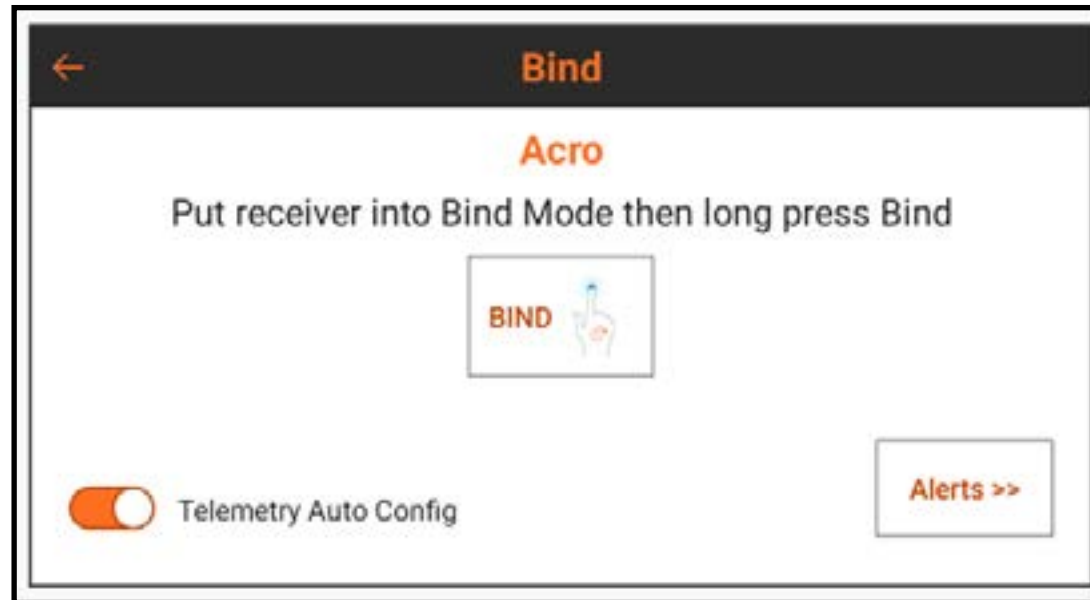 Bind
Acro
Put receiver into Bind Mode then long press Bind
BIND
Telemetry Auto Config
Alerts >>